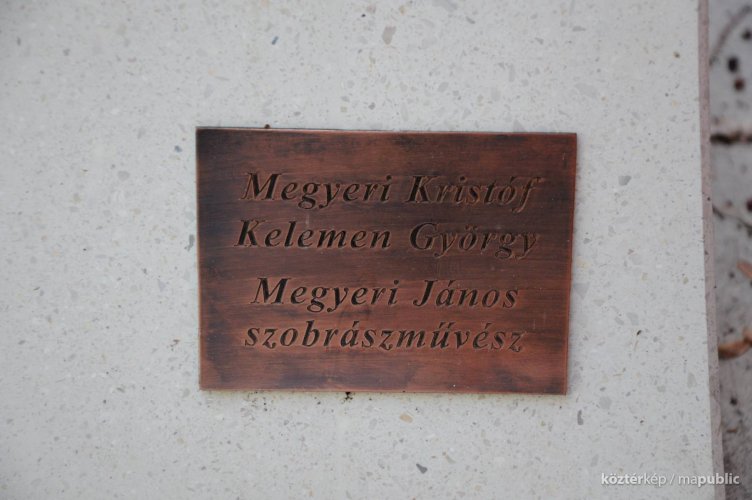 Megyeri Kristóf
Kelemen György
Megyeri János
szobrászművész
köztérkép / mapublic